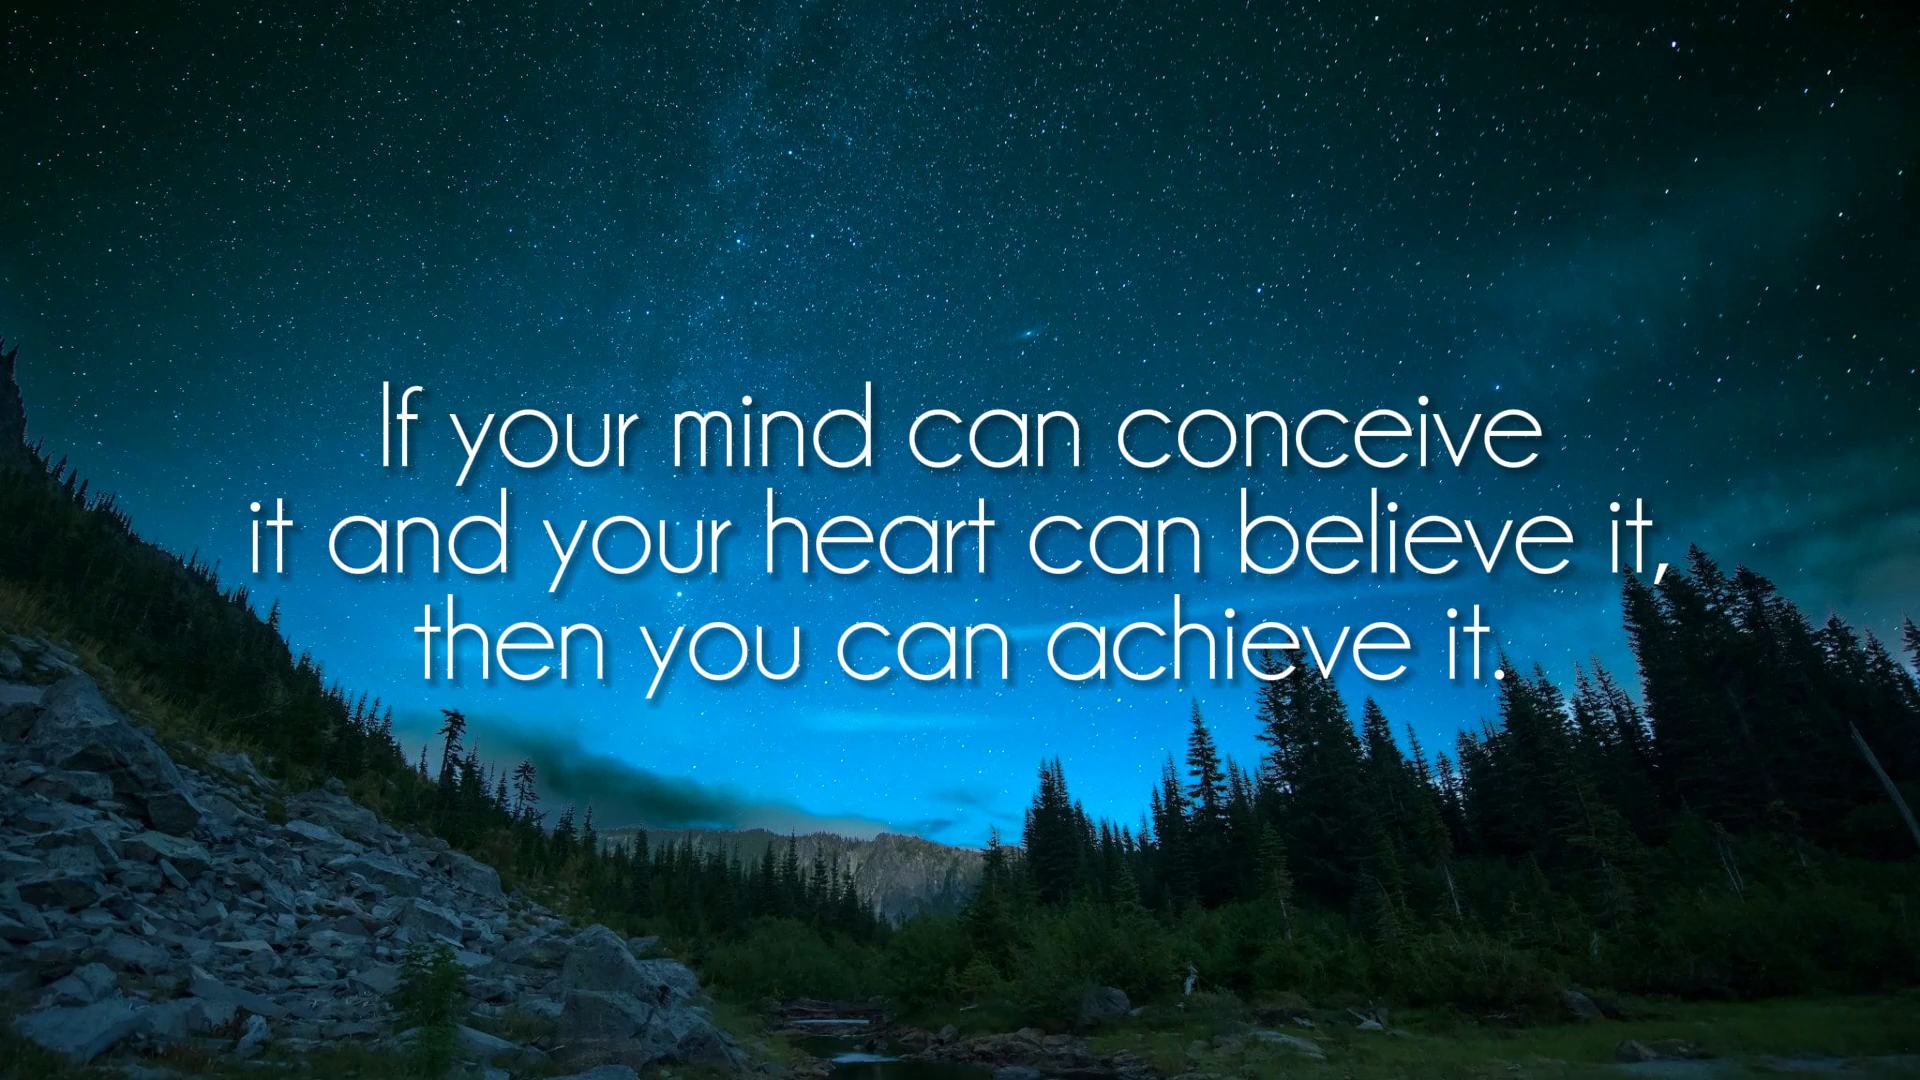 If your mind can conceive
it and your heart can believe it,
then you can achieve it.